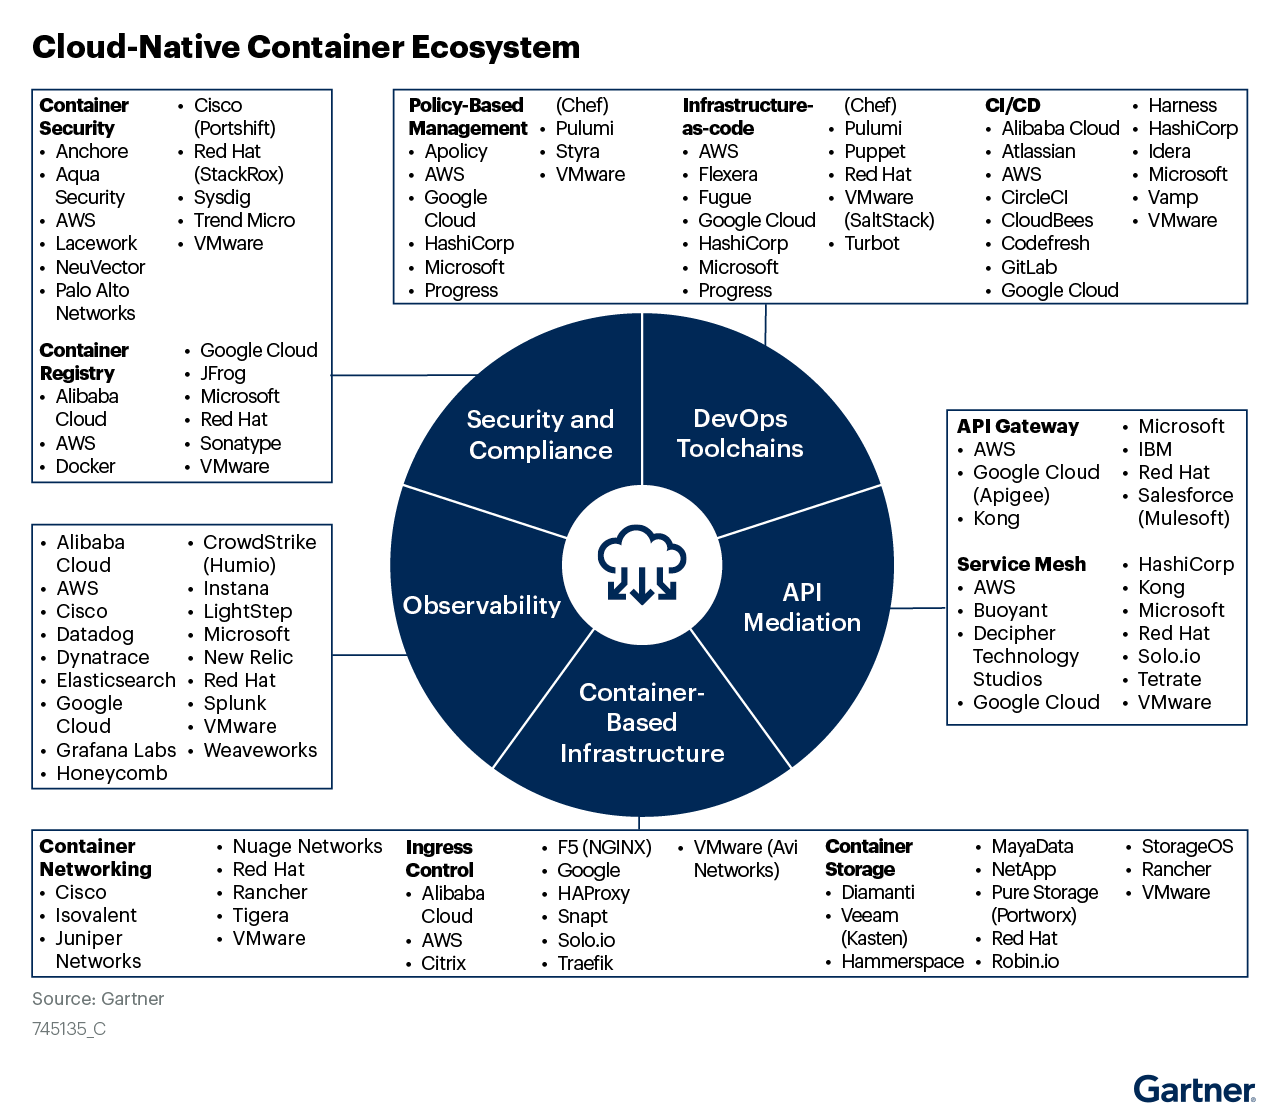 Cloud-Native Container Ecosystem
Container
Security
• Anchore
• Aqua
Security
• AWS
• Lacework
• NeuVector
• Palo Alto
Networks
• Cisco
(Portshift)
• Red Hat
(StackRox)
• Sysdig
• Trend Micro
• VMware
Container
Registry
• Alibaba
Cloud
• AWS
• Docker
• Google Cloud
• JFrog
• Microsoft
• Red Hat
• Sonatype
• VMware
Policy-Based
Management
• Apolicy
• AWS
• Google
Cloud
• HashiCorp
• Microsoft
• Progress
(Chef)
• Pulumi
• Styra
• VMware
Infrastructure-
as-code
• AWS
• Flexera
• Fugue
• Google Cloud
• HashiCorp
• Microsoft
• Progress
(Chef)
• Pulumi
• Puppet
• Red Hat
• VMware
(SaltStack)
• Turbot
CI/CD
• Alibaba Cloud
• Atlassian
• AWS
• CircleCI
• CloudBees
• Codefresh
• GitLab
• Google Cloud
• Harness
• HashiCorp
• Idera
• Microsoft
• Vamp
• VMware
Security and
Compliance
DevOps
Toolchains
Observability
API
Mediation
Container-
Based
Infrastructure
API Gateway
• AWS
• Google Cloud
(Apigee)
• Kong
• Microsoft
• IBM
• Red Hat
• Salesforce
(Mulesoft)
Service Mesh
• AWS
• Buoyant
• Decipher
Technology
Studios
• Google Cloud
• HashiCorp
• Kong
• Microsoft
• Red Hat
• Solo.io
• Tetrate
• VMware
• Alibaba
Cloud
• AWS
• Cisco
• Datadog
• Dynatrace
• Elasticsearch
• Google
Cloud
• Grafana Labs
• Honeycomb
• CrowdStrike
(Humio)
• Instana
• LightStep
• Microsoft
• New Relic
• Red Hat
• Splunk
• VMware
• Weaveworks
Container
Networking
• Cisco
• Isovalent
• Juniper
Networks
• Nuage Networks
• Red Hat
• Rancher
• Tigera
• VMware
Ingress
Control
• Alibaba
Cloud
• AWS
• Citrix
• F5 (NGINX)
• Google
• HAProxy
• Snapt
• Solo.io
• Traefik
• VMware (Avi
Networks)
Container
Storage
• Diamanti
• Veeam
(Kasten)
• Hammerspace
• MayaData
• NetApp
• Pure Storage
(Portworx)
• Red Hat
• Robin.io
• StorageOS
• Rancher
• VMware
Source: Gartner
745135_C
Gartner®